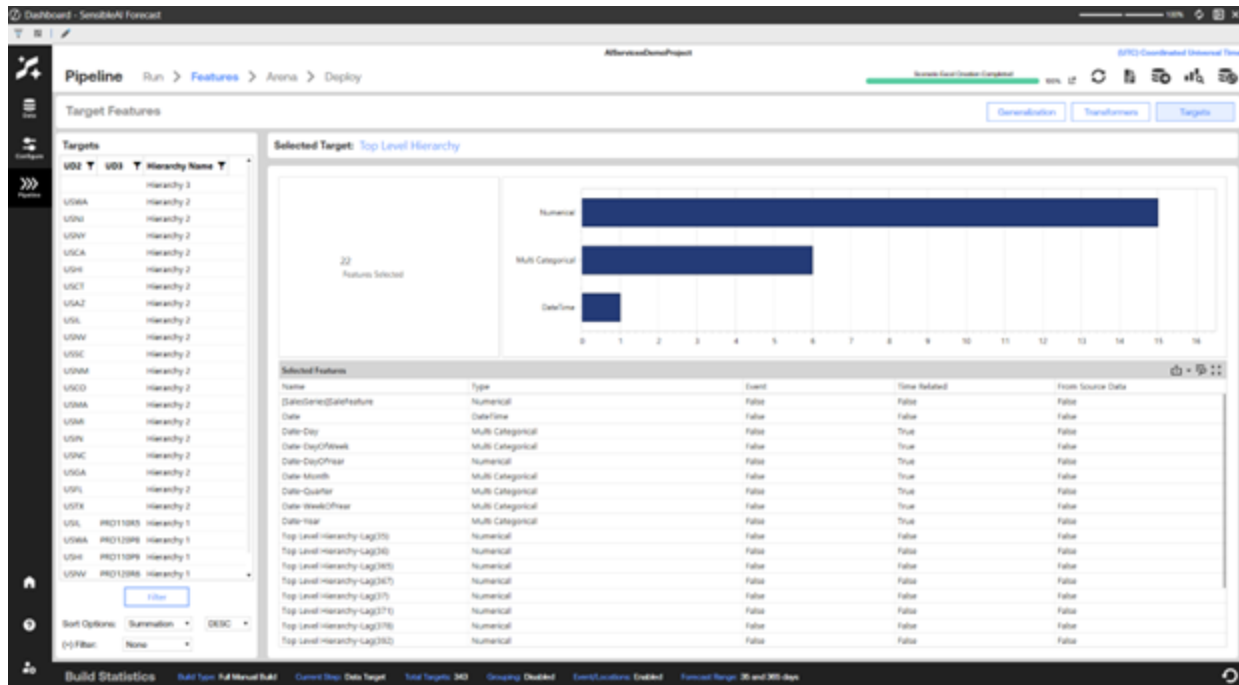 Dashboard - SensibleAI Forecast
100%
AIServicesDemoProject
(UTC) Coordinated Universal Time
Pipeline Run > Features > Arena > Deploy
Scenario Excel Creation Completed 100%
Data
Configure
Pipeline
Target Features
Generalization Transformers Targets
Targets
Selected Target: Top Level Hierarchy
UD2 UD3 Hierarchy Name
Hierarchy 3
USWA Hierarchy 2
USNJ Hierarchy 2
USNY Hierarchy 2
USCA Hierarchy 2
USHI Hierarchy 2
USCT Hierarchy 2
USAZ Hierarchy 2
USIL Hierarchy 2
USNV Hierarchy 2
USSC Hierarchy 2
USNM Hierarchy 2
USCO Hierarchy 2
USMA Hierarchy 2
USMI Hierarchy 2
USIN Hierarchy 2
USNC Hierarchy 2
USGA Hierarchy 2
USFL Hierarchy 2
USTX Hierarchy 2
USIL Hierarchy 1
USWA Hierarchy 1
USHI Hierarchy 1
USNV Hierarchy 1
Filter
Sort Options: Summation DESC
(+) Filter: None
22
Features Selected
Numerical
Multi Categorical
DateTime
0 1 2 3 4 5 6 7 8 9 10 11 12 13 14 15 16
Selected Features
Name Type Event Time Related From Source Data
[SalesSeries]SaleFeature Numerical False False False
Date DateTime False False False
Date-Day Multi Categorical False True False
Date-DayOfWeek Multi Categorical False True False
Date-DayOfYear Numerical False True False
Date-Month Multi Categorical False True False
Date-Quarter Multi Categorical False True False
Date-WeekOfYear Multi Categorical False True False
Date-Year Multi Categorical False True False
Top Level Hierarchy-Lag(35) Numerical False False False
Top Level Hierarchy-Lag(36) Numerical False False False
Top Level Hierarchy-Lag(365) Numerical False False False
Top Level Hierarchy-Lag(367) Numerical False False False
Top Level Hierarchy-Lag(37) Numerical False False False
Top Level Hierarchy-Lag(371) Numerical False False False
Top Level Hierarchy-Lag(378) Numerical False False False
Top Level Hierarchy-Lag(392) Numerical False False False
Build Statistics Build Type: Full Manual Build Current Step: Data Target Total Targets: 343 Grouping: Disabled Event/Locations: Enabled Forecast Range: 35 and 365 days